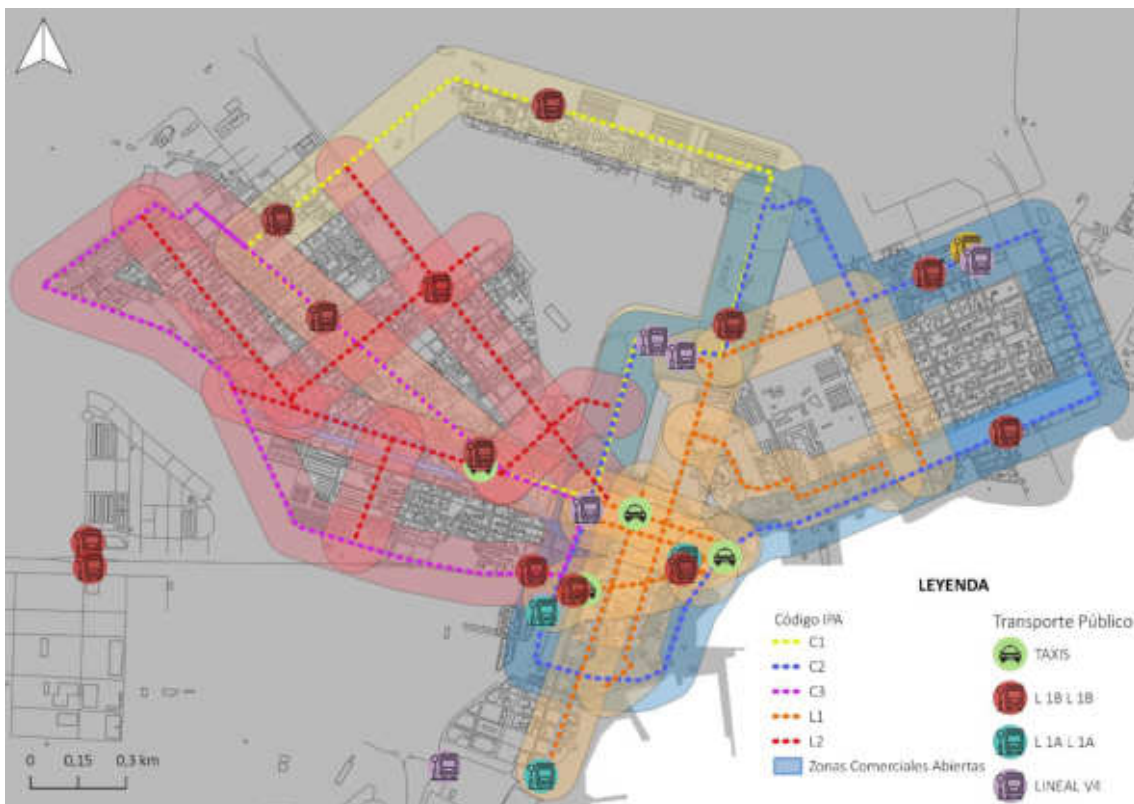 LEYENDA
Código IPA
C1
C2
C3
L1
L2
Zonas Comerciales Abiertas
Transporte Público
TAXIS
L 1B L 1B
L 1A L 1A
LINEAL V4
0 0,15 0,3 km